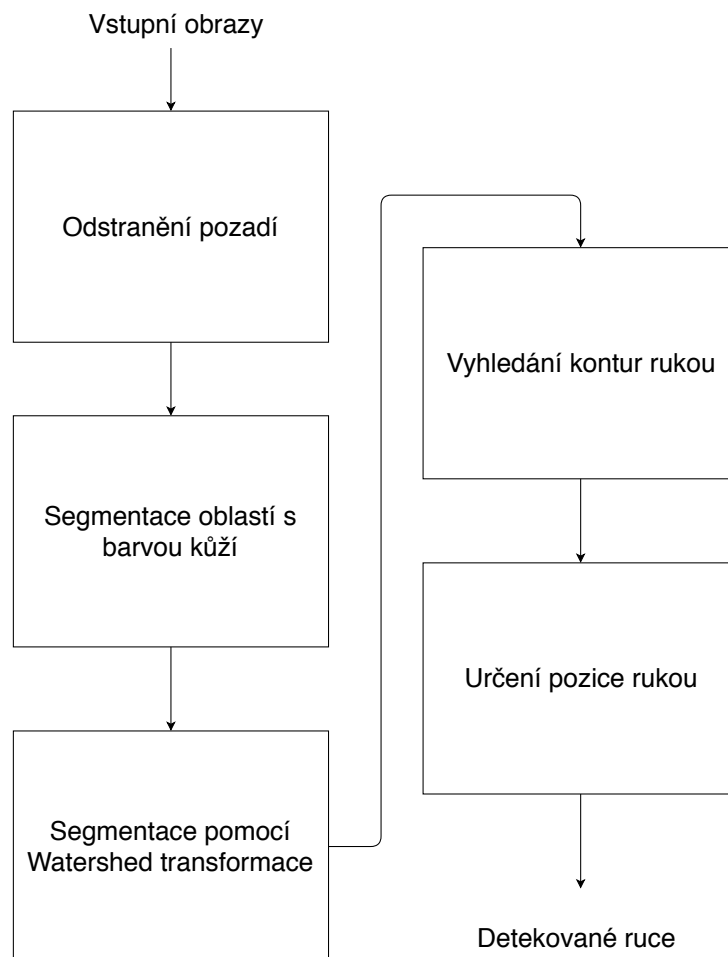 Vstupní obrazy
Odstranění pozadí
Segmentace oblastí s
barvou kůží
Segmentace pomocí
Watershed transformace
Vyhledání kontur rukou
Určení pozice rukou
Detekované ruce